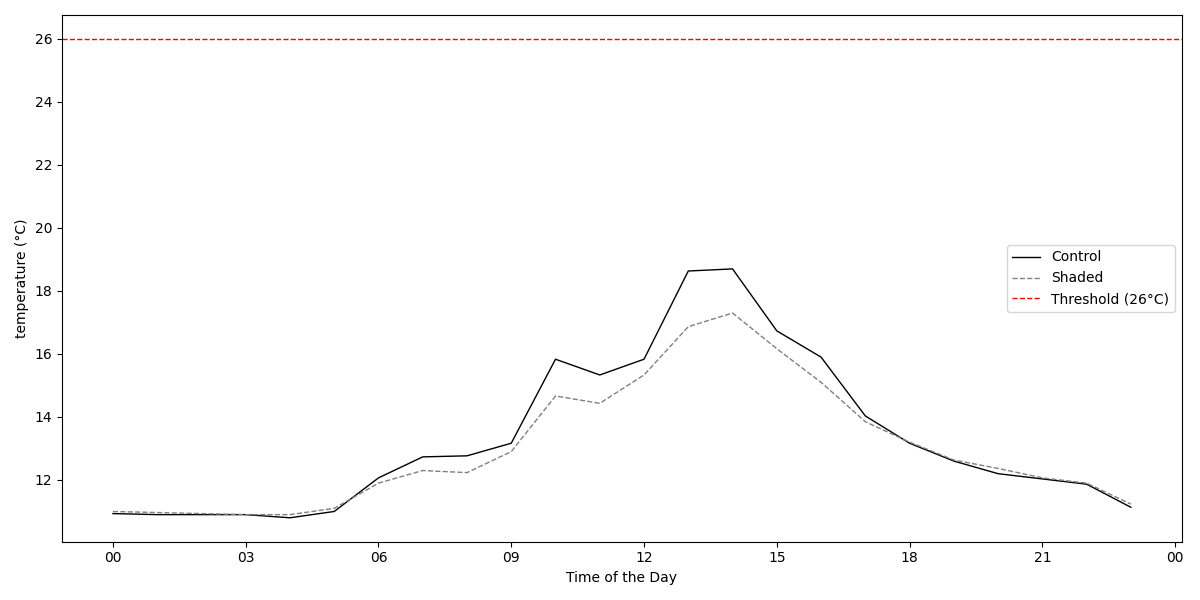 26
24
22
20
18
16
14
12
temperature (°C)
Control
Shaded
Threshold (26°C)
00 03 06 09 12 15 18 21 00
Time of the Day